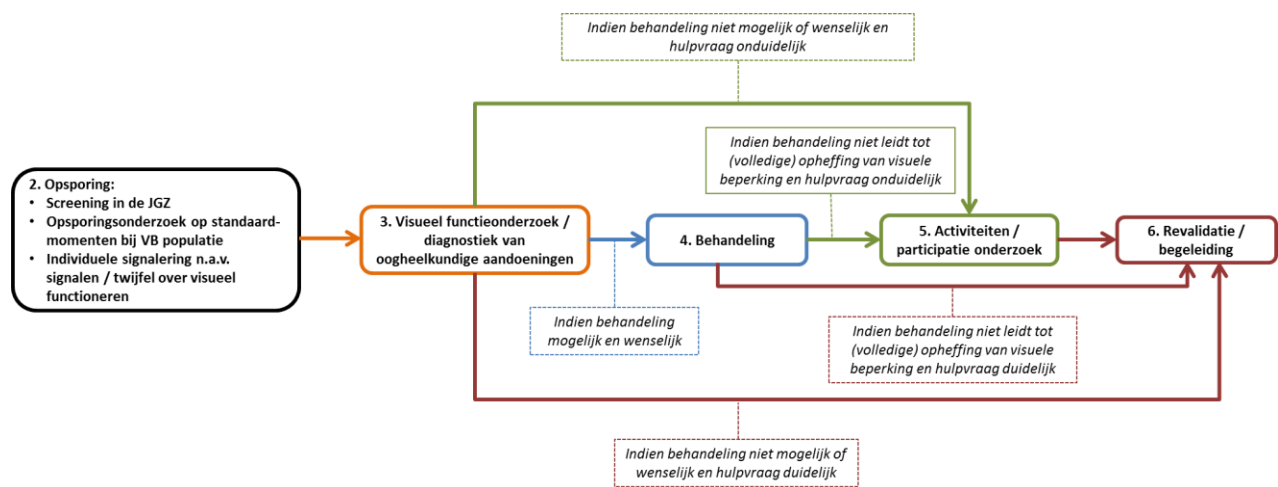 Indien behandeling niet mogelijk of wenselijk en
hulpvraag onduidelijk
Indien behandeling niet leidt tot
(volledige) opheffing van visuele
beperking en hulpvraag onduidelijk
2. Opsporing:
• Screening in de JGZ
• Opsporingsonderzoek op standaard-
momenten bij VB populatie
• Individuele signalering n.a.v.
signalen / twijfel over visueel
functioneren
3. Visueel functieonderzoek /
diagnostiek van
oogheelkundige aandoeningen
4. Behandeling
5. Activiteiten /
participatie onderzoek
6. Revalidatie /
begeleiding
Indien behandeling
mogelijk en wenselijk
Indien behandeling niet leidt tot
(volledige) opheffing van visuele
beperking en hulpvraag duidelijk
Indien behandeling niet mogelijk of
wenselijk en hulpvraag duidelijk